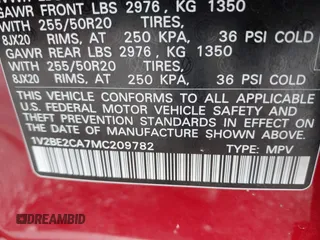 GAWR FRONT LBS 2976 , KG 1350
WITH 255/50R20 TIRES,
8JX20 RIMS, AT 250 KPA, 36 PSI COLD
GAWR REAR LBS 2976 , KG 1350
WITH 255/50R20 TIRES,
8JX20 RIMS, AT 250 KPA, 36 PSI COLD
THIS VEHICLE CONFORMS TO ALL APPLICABLE
U.S. FEDERAL MOTOR VEHICLE SAFETY
STANDARDS IN EFFECT ON THE DATE OF
MANUFACTURE SHOWN ABOVE.
1V2BE2CA7MC209782 TYPE: MPV
DREAMBID